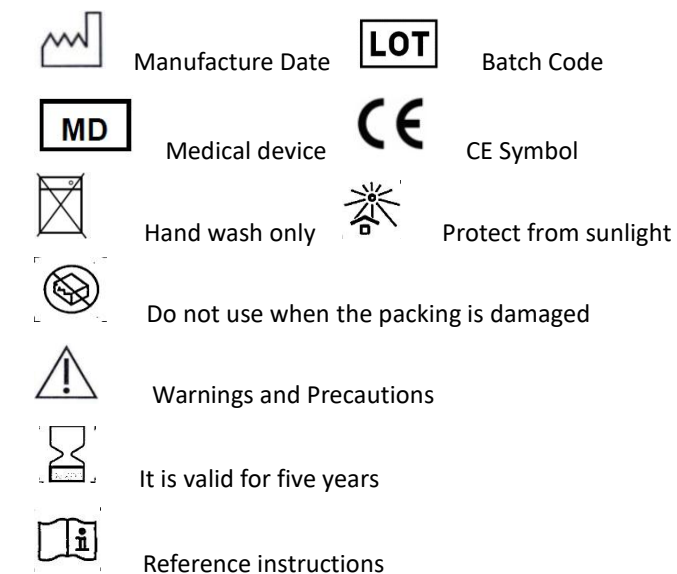 Manufacture Date LOT Batch Code
MD Medical device CE CE Symbol
Hand wash only Protect from sunlight
Do not use when the packing is damaged
! Warnings and Precautions
It is valid for five years
i Reference instructions